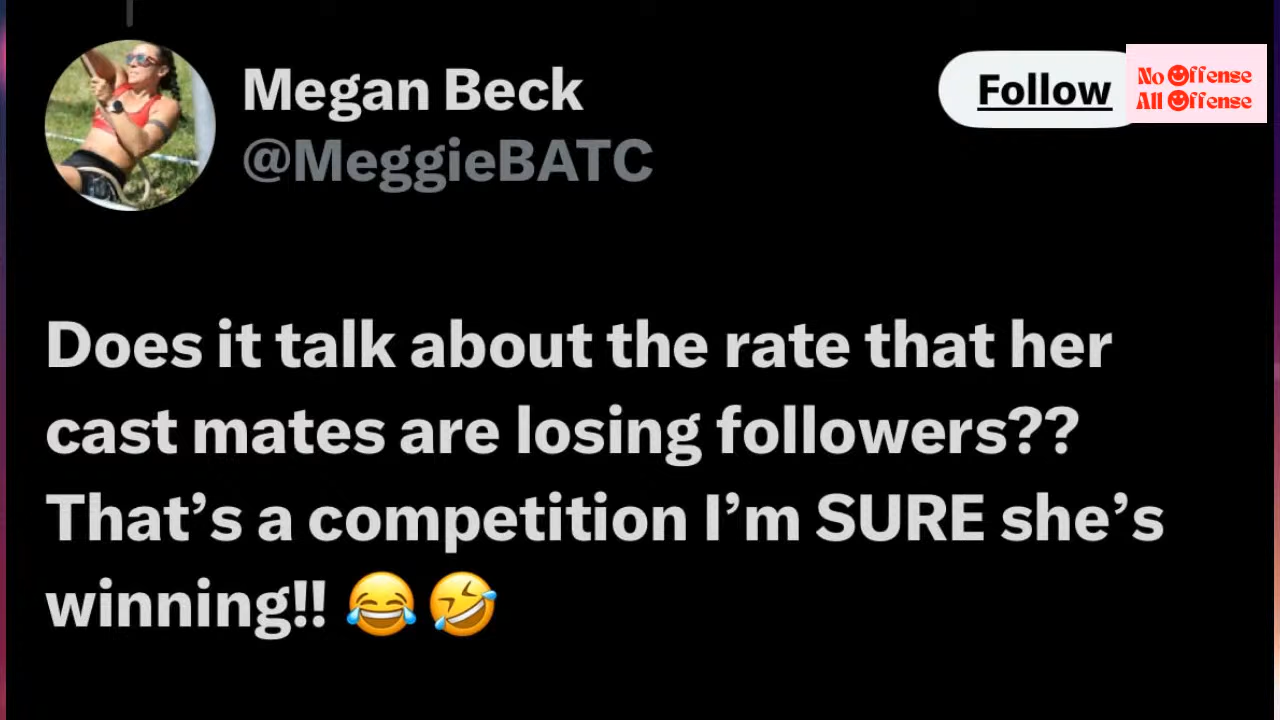 Megan Beck
@MeggieBATC
Follow
No Offense
All Offense
Does it talk about the rate that her
cast mates are losing followers??
That’s a competition I’m SURE she’s
winning!! 😂🤣